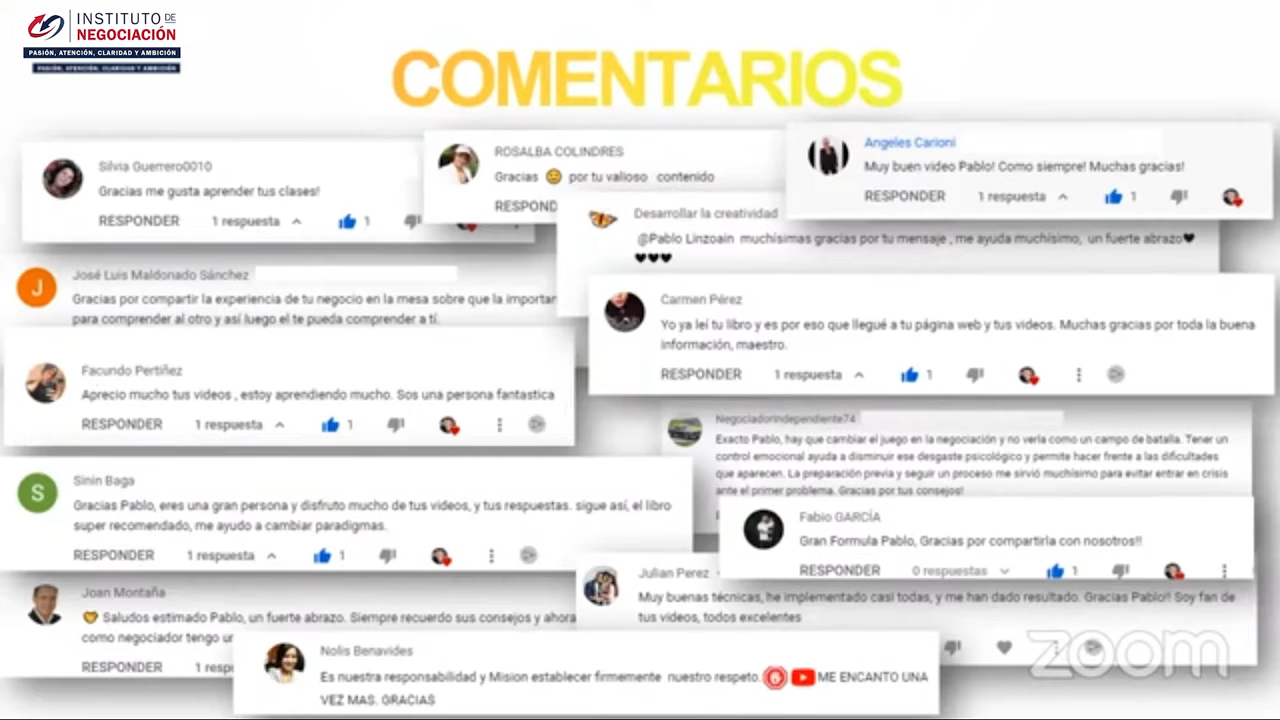 INSTITUTO DE
NEGOCIACIÓN
PASIÓN, ATENCIÓN, CLARIDAD Y AMBICIÓN
PASIÓN, ATENCIÓN, CLARIDAD Y AMBICIÓN
COMENTARIOS
Silvia Guerrero0010
Gracias me gusta aprender tus clases!
RESPONDER 1 respuesta 1
ROSALBA COLINDRES
Gracias 😊 por tu valioso contenido
RESPOND
Angeles Carioni
Muy buen video Pablo! Como siempre! Muchas gracias!
RESPONDER 1 respuesta 1
Desarrollar la creatividad
@Pablo Linzoain muchísimas gracias por tu mensaje , me ayuda muchísimo, un fuerte abrazo♥
♥♥♥
J
José Luis Maldonado Sánchez
Gracias por compartir la experiencia de tu negocio en la mesa sobre que la importan
para comprender al otro y así luego el te pueda comprender a tí.
Carmen Pérez
Yo ya leí tu libro y es por eso que llegué a tu página web y tus videos. Muchas gracias por toda la buena
información, maestro.
RESPONDER 1 respuesta 1
Facundo Pertiñez
Aprecio mucho tus videos , estoy aprendiendo mucho. Sos una persona fantastica
RESPONDER 1 respuesta 1
Negociadorindependiente74
Exacto Pablo, hay que cambiar el juego en la negociación y no verla como un campo de batalla. Tener un
control emocional ayuda a disminuir ese desgaste psicológico y permite hacer frente a las dificultades
que aparecen. La preparación previa y seguir un proceso me sirvió muchísimo para evitar entrar en crisis
ante el primer problema. Gracias por tus consejos!
S
Sinin Baga
Gracias Pablo, eres una gran persona y disfruto mucho de tus videos, y tus respuestas. sigue así, el libro
super recomendado, me ayudo a cambiar paradigmas.
RESPONDER 1 respuesta 1
Fabio GARCÍA
Gran Formula Pablo, Gracias por compartirla con nosotros!!
RESPONDER 0 respuestas 1
Joan Montaña
Saludos estimado Pablo, un fuerte abrazo. Siempre recuerdo sus consejos y ahora
como negociador tengo un
RESPONDER 1 resp
Julian Perez
Muy buenas técnicas, he implementado casi todas, y me han dado resultado. Gracias Pablo!! Soy fan de
tus videos, todos excelentes
Nolis Benavides
Es nuestra responsabilidad y Mision establecer firmemente nuestro respeto. ME ENCANTO UNA
VEZ MAS. GRACIAS
zoom